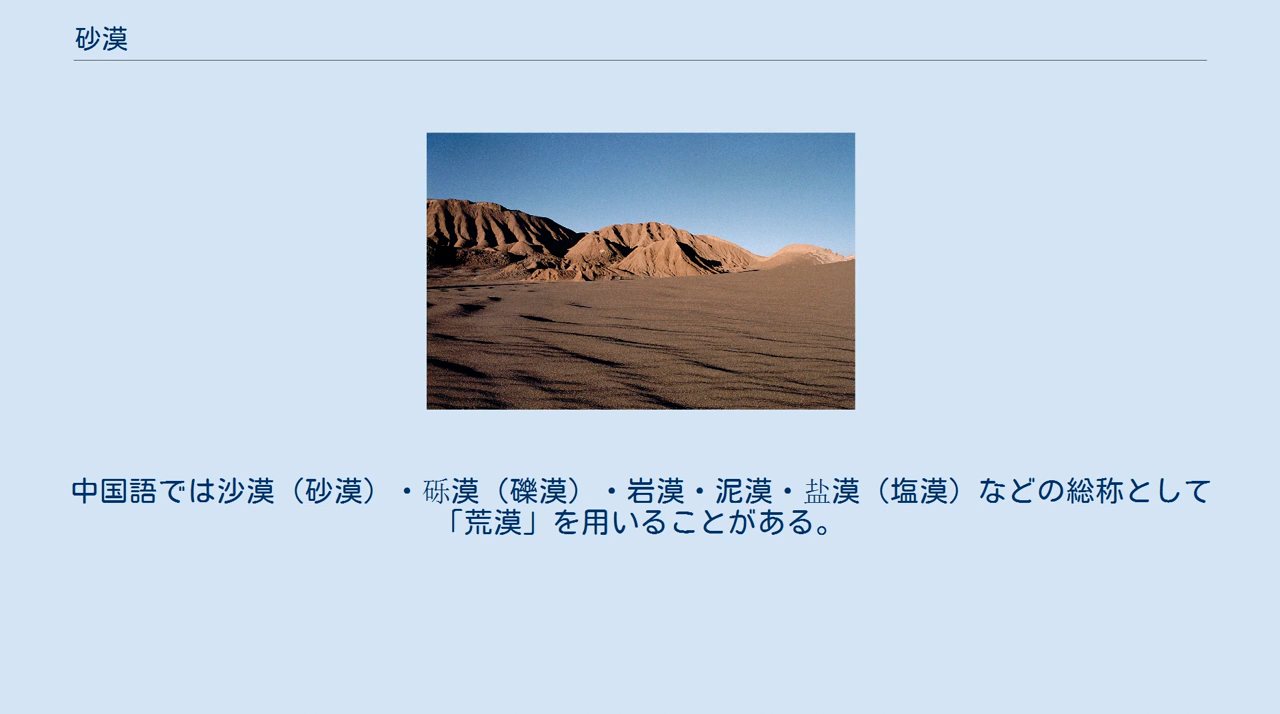 砂漠
中国語では沙漠（砂漠）・砾漠（礫漠）・岩漠・泥漠・盐漠（塩漠）などの総称として
「荒漠」を用いることがある。